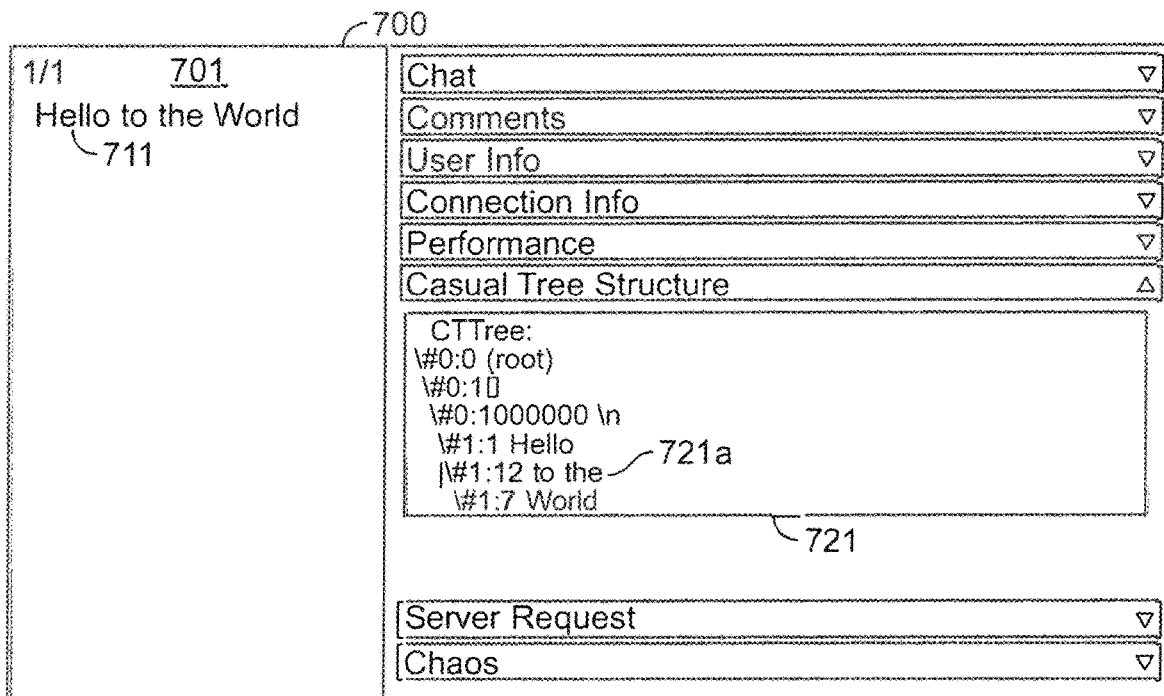 700
1/1 701
Hello to the World
711
Chat
Comments
User Info
Connection Info
Performance
Casual Tree Structure
CTTree:
\#0:0 (root)
\#0:1▯
\#0:1000000 \n
\#1:1 Hello
|\#1:12 to the
721a
\#1:7 World
721
Server Request
Chaos